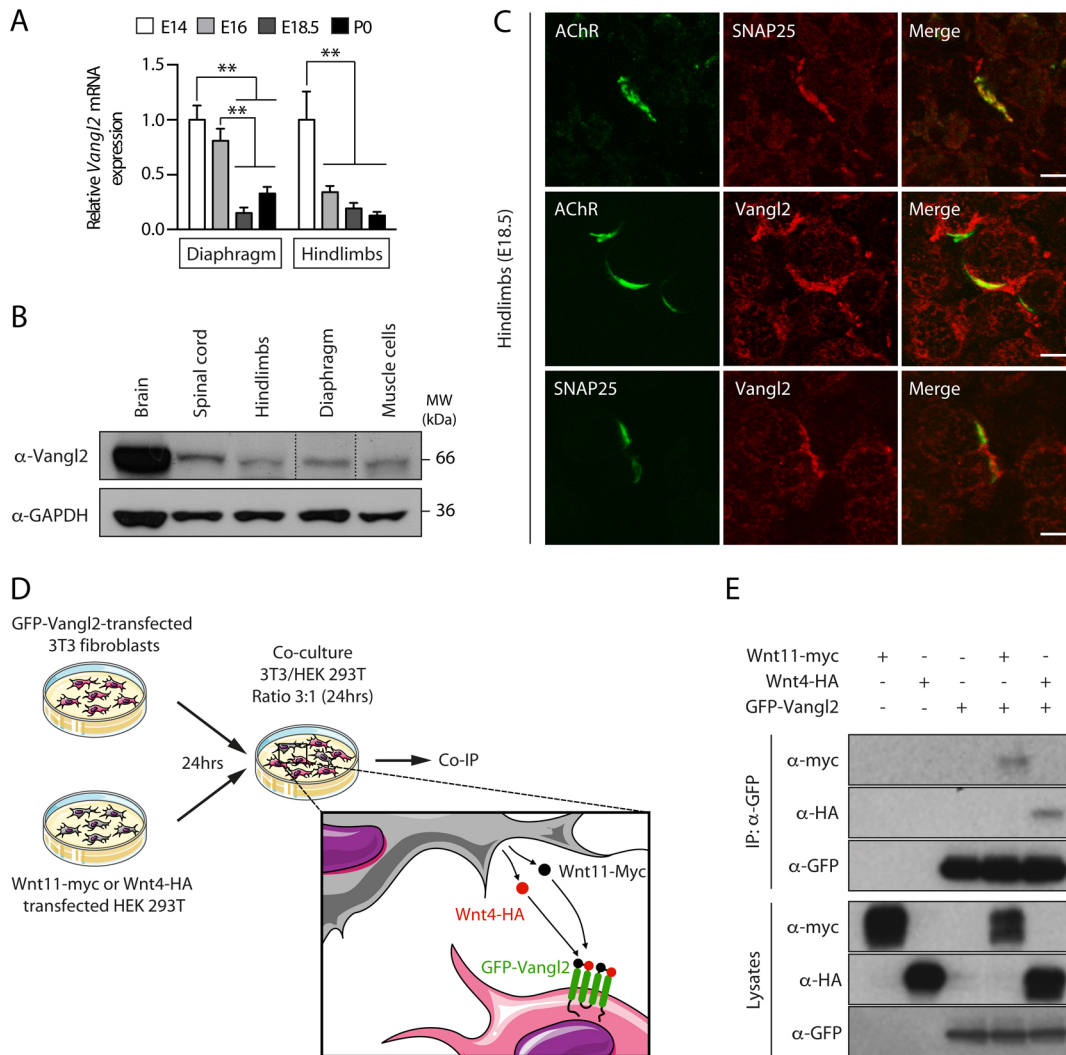 A
E14 E16 E18.5 P0
** ** **
Relative Vangl2 mRNA
expression
1.5
1.0
0.5
0.0
Diaphragm Hindlimbs
B
Brain
Spinal cord
Hindlimbs
Diaphragm
Muscle cells
MW
(kDa)
α-Vangl2
66
α-GAPDH
36
C
Hindlimbs (E18.5)
AChR SNAP25 Merge
AChR Vangl2 Merge
SNAP25 Vangl2 Merge
D
GFP-Vangl2-transfected
3T3 fibroblasts
Co-culture
3T3/HEK 293T
Ratio 3:1 (24hrs)
24hrs
Co-IP
Wnt11-myc or Wnt4-HA
transfected HEK 293T
Wnt11-Myc
Wnt4-HA
GFP-Vangl2
E
Wnt11-myc + - - + -
Wnt4-HA - + - - +
GFP-Vangl2 - - + + +
IP: α-GFP
α-myc
α-HA
α-GFP
Lysates
α-myc
α-HA
α-GFP